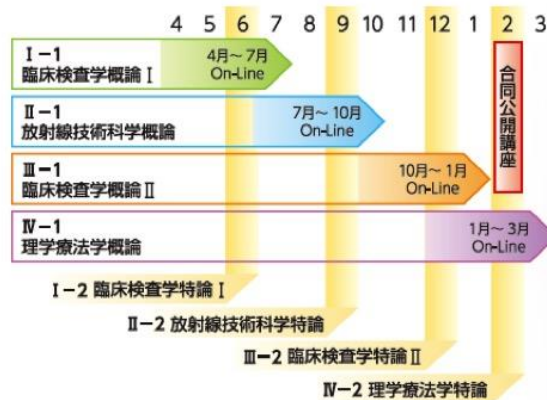 4 5 6 7 8 9 10 11 12 1 2 3
I-1
臨床検査学概論 I
4月～7月
On-Line
II-1
放射線技術科学概論
7月～10月
On-Line
III-1
臨床検査学概論 II
10月～1月
On-Line
IV-1
理学療法学概論
1月～3月
On-Line
合同公開講座
I-2 臨床検査学特論 I
II-2 放射線技術科学特論
III-2 臨床検査学特論 II
IV-2 理学療法学特論